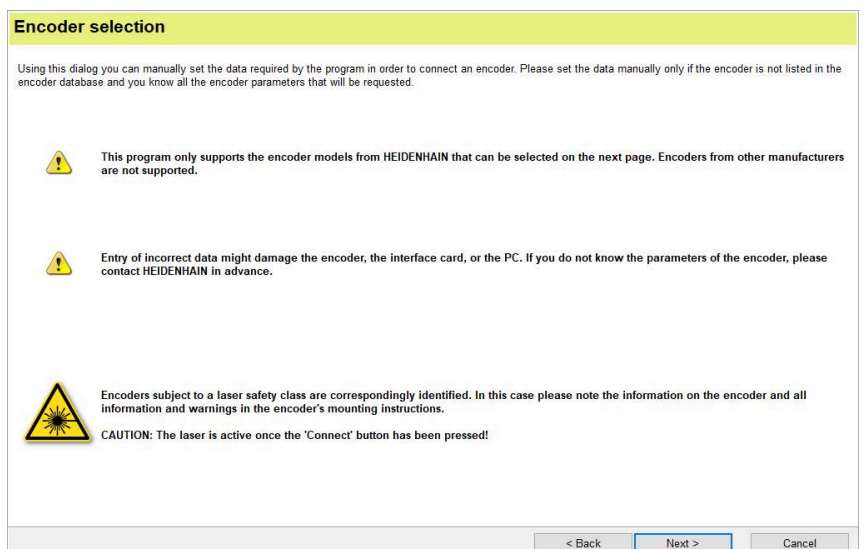 Encoder selection
Using this dialog you can manually set the data required by the program in order to connect an encoder. Please set the data manually only if the encoder is not listed in the
encoder database and you know all the encoder parameters that will be requested.
This program only supports the encoder models from HEIDENHAIN that can be selected on the next page. Encoders from other manufacturers
are not supported.
Entry of incorrect data might damage the encoder, the interface card, or the PC. If you do not know the parameters of the encoder, please
contact HEIDENHAIN in advance.
Encoders subject to a laser safety class are correspondingly identified. In this case please note the information on the encoder and all
information and warnings in the encoder's mounting instructions.
CAUTION: The laser is active once the 'Connect' button has been pressed!
< Back Next > Cancel